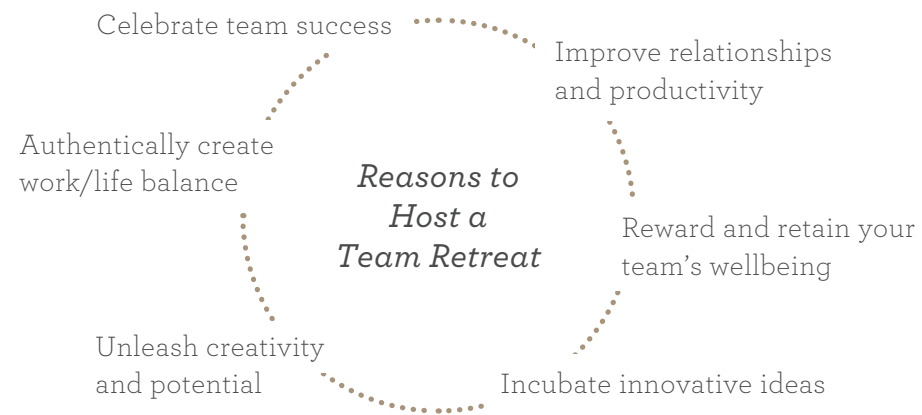 Celebrate team success
Improve relationships
and productivity
Authentically create
work/life balance
Reasons to
Host a
Team Retreat
Reward and retain your
team's wellbeing
Unleash creativity
and potential
Incubate innovative ideas